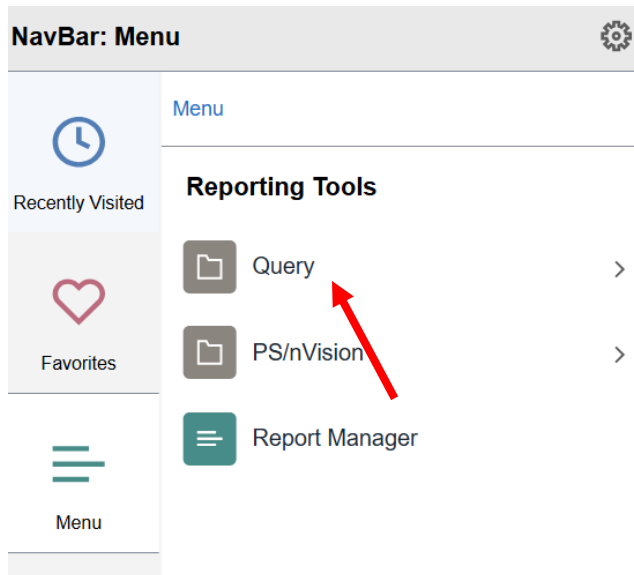 NavBar: Menu
Menu
Recently Visited
Reporting Tools
Query
Favorites
PS/nVision
Report Manager
Menu